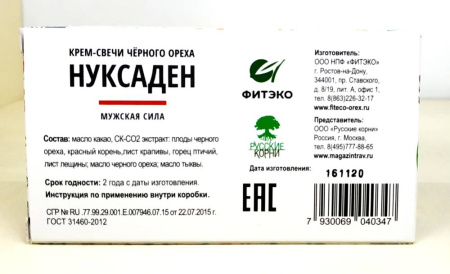 КРЕМ-СВЕЧИ ЧЁРНОГО ОРЕХА
НУКСАДЕН
МУЖСКАЯ СИЛА
Состав: масло какао, СК-СО2 экстракт: плоды черного
ореха, красный корень,лист крапивы, горец птичий,
лист лещины; масло черного ореха; масло тыквы.
Срок годности: 2 года с даты изготовления.
Инструкция по применению внутри коробки.
СГР № RU .77.99.29.001.Е.007946.07.15 от 22.07.2015 г.
ГОСТ 31460-2012
ФИТЭКО
РУССКИЕ
КОРНИ
Изготовитель:
ООО НПФ «ФИТЭКО»
г. Ростов-на-Дону,
344001, пр. Ставского,
д. 8/19, лит. А, офис 1,
тел. 8(863)226-32-17
www.fiteco-orex.ru
Представитель:
ООО «Русские корни»
Россия, г. Москва,
тел. 8(495)777-88-65
www.magazintrav.ru
Дата изготовления:
161120
ЕАС
7 930069 040347